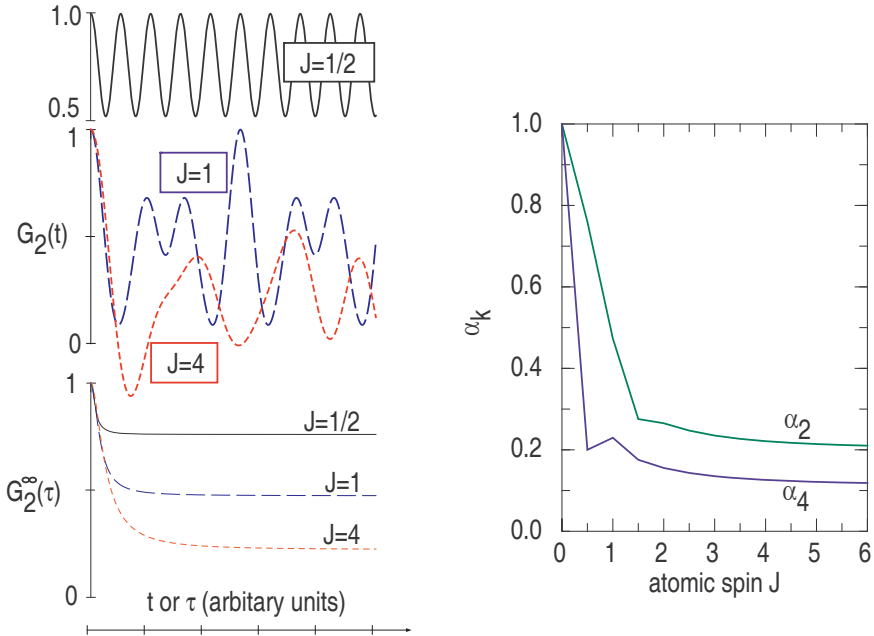 1.0
J=1/2
0.5
1
J=1
G2(t)
0
J=4
1
J=1/2
G2∞(τ)
J=1
J=4
0
t or τ (arbitary units)
1.0
0.8
0.6
αk
0.4
0.2
α2
α4
0.0
0 1 2 3 4 5 6
atomic spin J